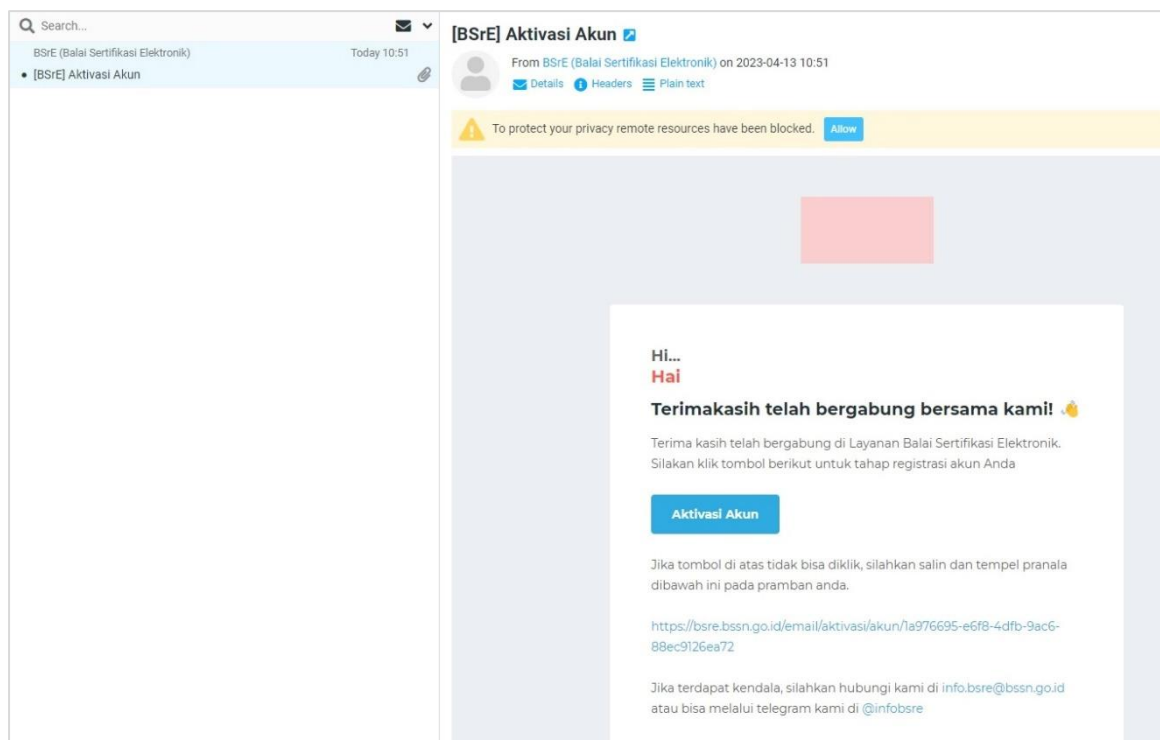 Search...
BSrE (Balai Sertifikasi Elektronik) Today 10:51
[BSrE] Aktivasi Akun
[BSrE] Aktivasi Akun
From BSrE (Balai Sertifikasi Elektronik) on 2023-04-13 10:51
Details Headers Plain text
To protect your privacy remote resources have been blocked. Allow
Hi...
Hai
Terimakasih telah bergabung bersama kami! 👋
Terima kasih telah bergabung di Layanan Balai Sertifikasi Elektronik.
Silakan klik tombol berikut untuk tahap registrasi akun Anda
Aktivasi Akun
Jika tombol di atas tidak bisa diklik, silahkan salin dan tempel pranala
dibawah ini pada pramban anda.
https://bsre.bssn.go.id/email/aktivasi/akun/1a976695-e6f8-4dfb-9ac6-
88ec9126ea72
Jika terdapat kendala, silahkan hubungi kami di info.bsre@bssn.go.id
atau bisa melalui telegram kami di @infobsre